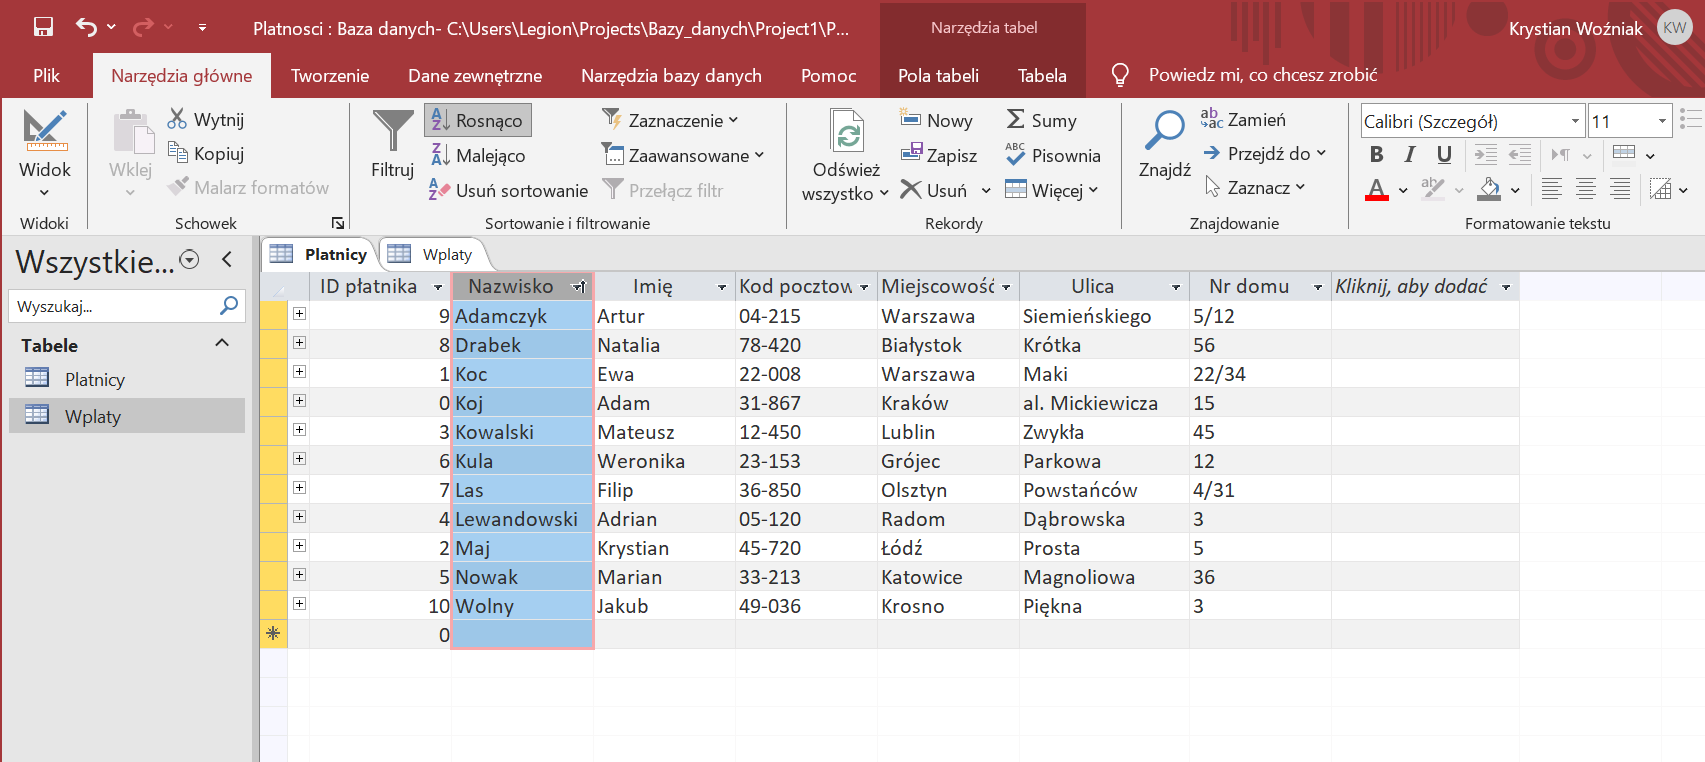 Platnosci : Baza danych- C:\Users\Legion\Projects\Bazy_danych\Project1\P...
Narzędzia tabel
Krystian Woźniak
KW
Plik
Narzędzia główne
Tworzenie
Dane zewnętrzne
Narzędzia bazy danych
Pomoc
Pola tabeli
Tabela
Powiedz mi, co chcesz zrobić
Widok
Widoki
Wklej
Wytnij
Kopiuj
Malarz formatów
Schowek
Filtruj
Rosnąco
Malejąco
Usuń sortowanie
Zaznaczenie
Zaawansowane
Przełącz filtr
Sortowanie i filtrowanie
Odśwież
wszystko
Nowy
Zapisz
Usuń
Sumy
Pisownia
Więcej
Rekordy
Znajdź
Zamień
Przejdź do
Zaznacz
Znajdowanie
Calibri (Szczegół)
11
B I U
A
Formatowanie tekstu
Wszystkie...
Wyszukaj...
Tabele
Platnicy
Wplaty
Platnicy
Wplaty
ID płatnika Nazwisko Imię Kod pocztow Miejscowość Ulica Nr domu Kliknij, aby dodać
9 Adamczyk Artur 04-215 Warszawa Siemieńskiego 5/12
8 Drabek Natalia 78-420 Białystok Krótka 56
1 Koc Ewa 22-008 Warszawa Maki 22/34
0 Koj Adam 31-867 Kraków al. Mickiewicza 15
3 Kowalski Mateusz 12-450 Lublin Zwykła 45
6 Kula Weronika 23-153 Grójec Parkowa 12
7 Las Filip 36-850 Olsztyn Powstańców 4/31
4 Lewandowski Adrian 05-120 Radom Dąbrowska 3
2 Maj Krystian 45-720 Łódź Prosta 5
5 Nowak Marian 33-213 Katowice Magnoliowa 36
10 Wolny Jakub 49-036 Krosno Piękna 3
0